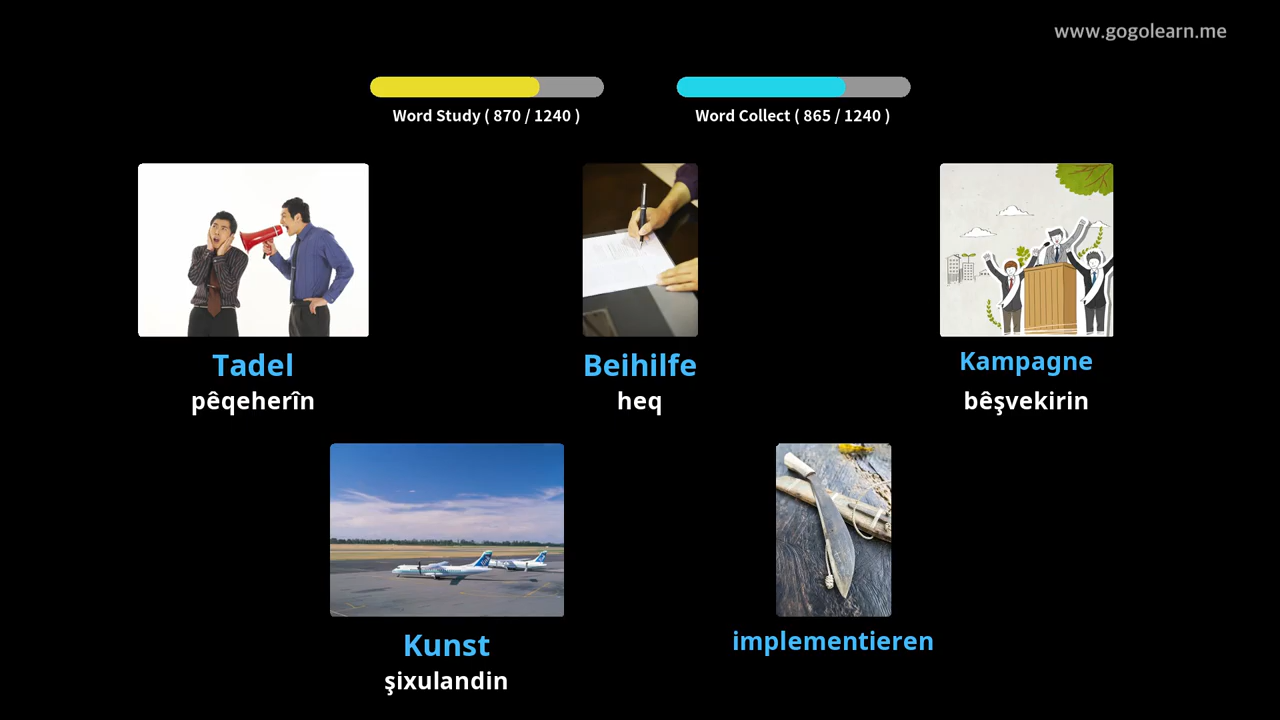 www.gogolearn.me
Word Study ( 870 / 1240 )
Word Collect ( 865 / 1240 )
Tadel
pêqeherîn
Beihilfe
heq
Kampagne
bêşvekirin
Kunst
şixulandin
implementieren